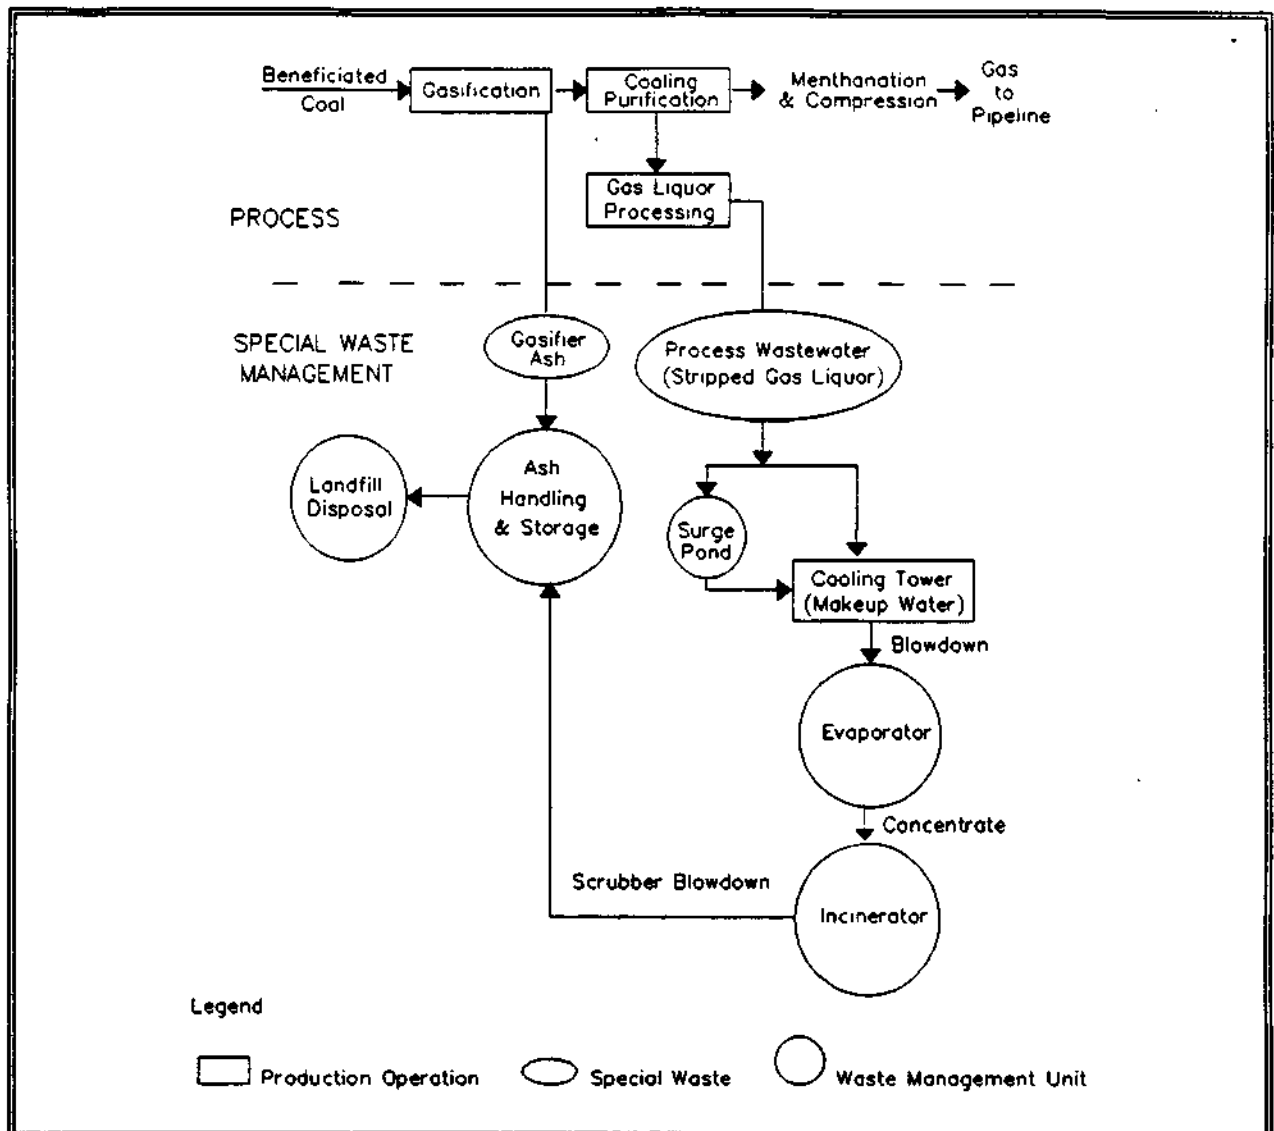 Beneficiated
Coal
Gasification
Cooling
Purification
Menthanation
& Compression
Gas
to
Pipeline
Gas Liquor
Processing
PROCESS
SPECIAL WASTE
MANAGEMENT
Gasifier
Ash
Process Wastewater
(Stripped Gas Liquor)
Landfill
Disposal
Ash
Handling
& Storage
Surge
Pond
Cooling Tower
(Makeup Water)
Blowdown
Evaporator
Concentrate
Scrubber Blowdown
Incinerator
Legend
Production Operation
Special Waste
Waste Management Unit